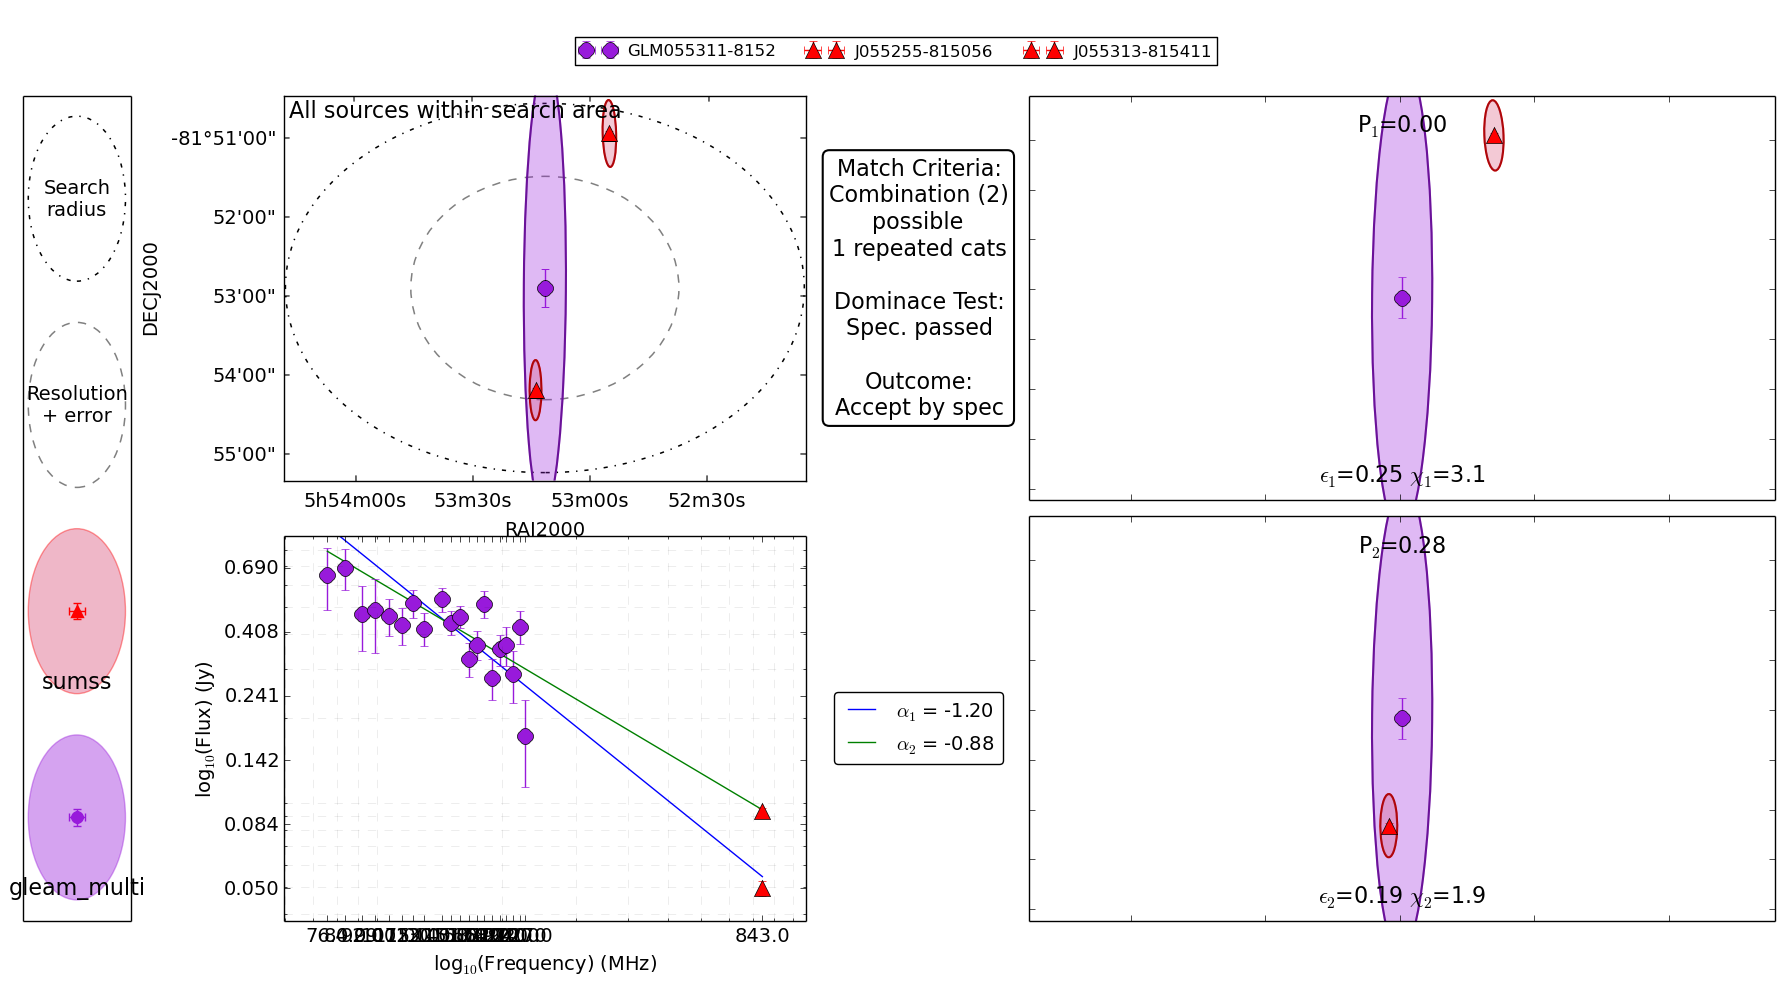 GLM055311-8152
J055255-815056
J055313-815411
Search
radius
Resolution
+ error
sumss
gleam_multi
All sources within search area
DECJ2000
-81°51'00"
52'00"
53'00"
54'00"
55'00"
5h54m00s
53m30s
53m00s
52m30s
RAJ2000
Match Criteria:
Combination (2)
possible
1 repeated cats
Dominace Test:
Spec. passed
Outcome:
Accept by spec
P₁=0.00
ϵ₁=0.25 χ₁=3.1
P₂=0.28
ϵ₂=0.19 χ₂=1.9
log₁₀(Flux) (Jy)
0.690
0.408
0.241
0.142
0.084
0.050
843.0
log₁₀(Frequency) (MHz)
α₁ = -1.20
α₂ = -0.88